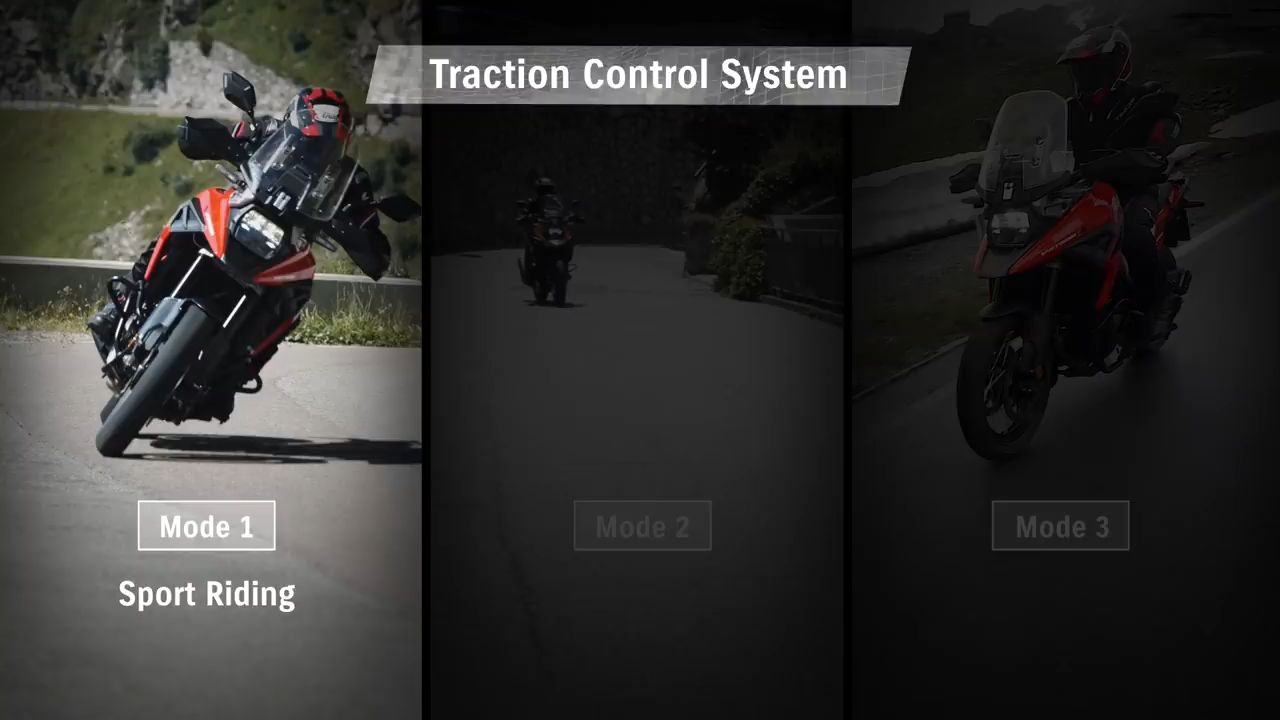 Traction Control System
Mode 1
Mode 2
Mode 3
Sport Riding